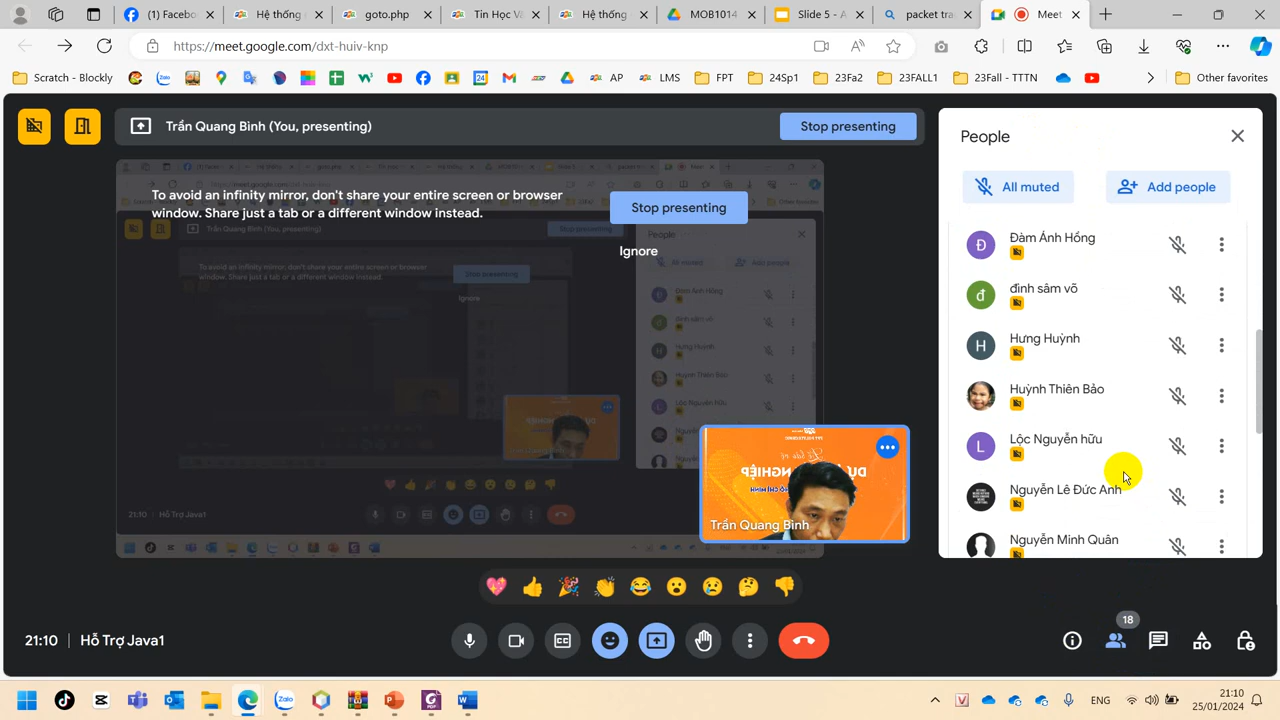 (1) Facebo
Hệ thống
goto.php
Tin Học Vă
Hệ thống
MOB1014
Slide 5 - A
packet tra
Meet
https://meet.google.com/dxt-huiv-knp
Scratch - Blockly
AP
LMS
FPT
24Sp1
23Fa2
23FALL1
23Fall - TTTN
Other favorites
Trần Quang Bình (You, presenting)
Stop presenting
To avoid an infinity mirror, don't share your entire screen or browser
window. Share just a tab or a different window instead.
Stop presenting
Ignore
Trần Quang Bình
People
All muted
Add people
Đàm Ánh Hồng
đình sâm võ
Hưng Huỳnh
Huỳnh Thiên Bảo
Lộc Nguyễn hữu
Nguyễn Lê Đức Anh
Nguyễn Minh Quân
21:10
Hỗ Trợ Java1
18
ENG
21:10
25/01/2024